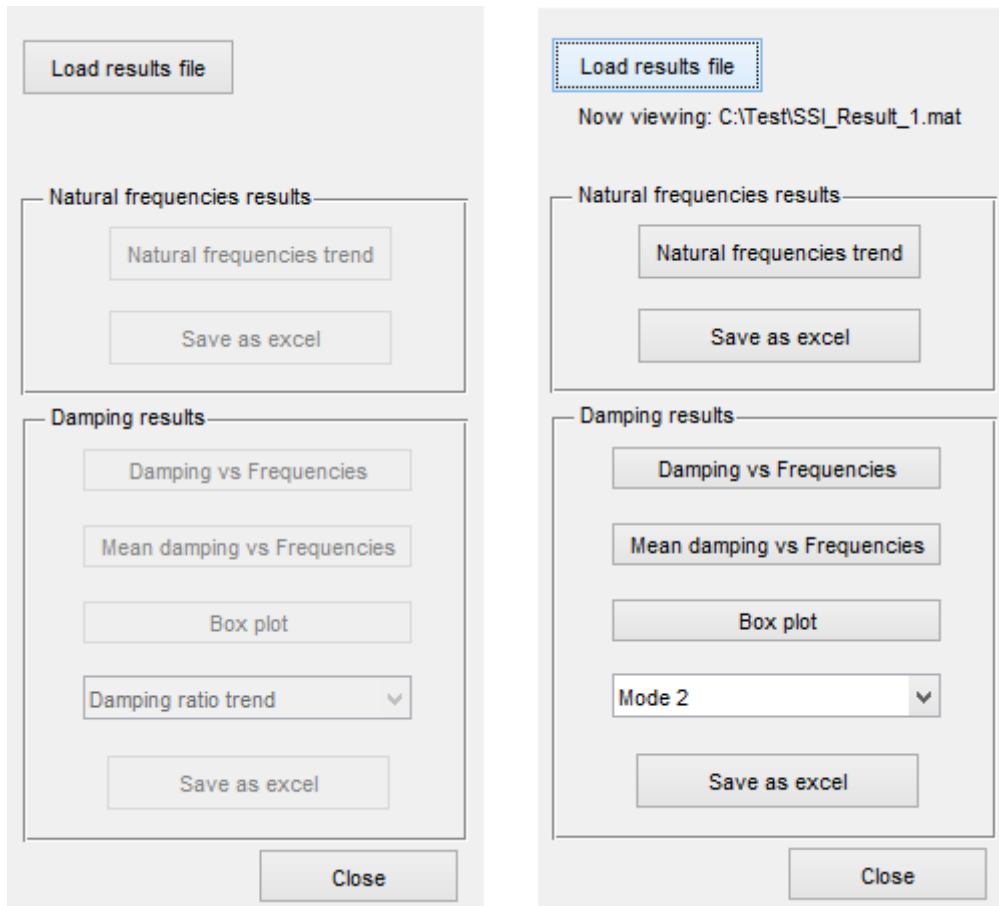 Load results file
Natural frequencies results
Natural frequencies trend
Save as excel
Damping results
Damping vs Frequencies
Mean damping vs Frequencies
Box plot
Damping ratio trend
Save as excel
Close
Load results file
Now viewing: C:\Test\SSI_Result_1.mat
Natural frequencies results
Natural frequencies trend
Save as excel
Damping results
Damping vs Frequencies
Mean damping vs Frequencies
Box plot
Mode 2
Save as excel
Close